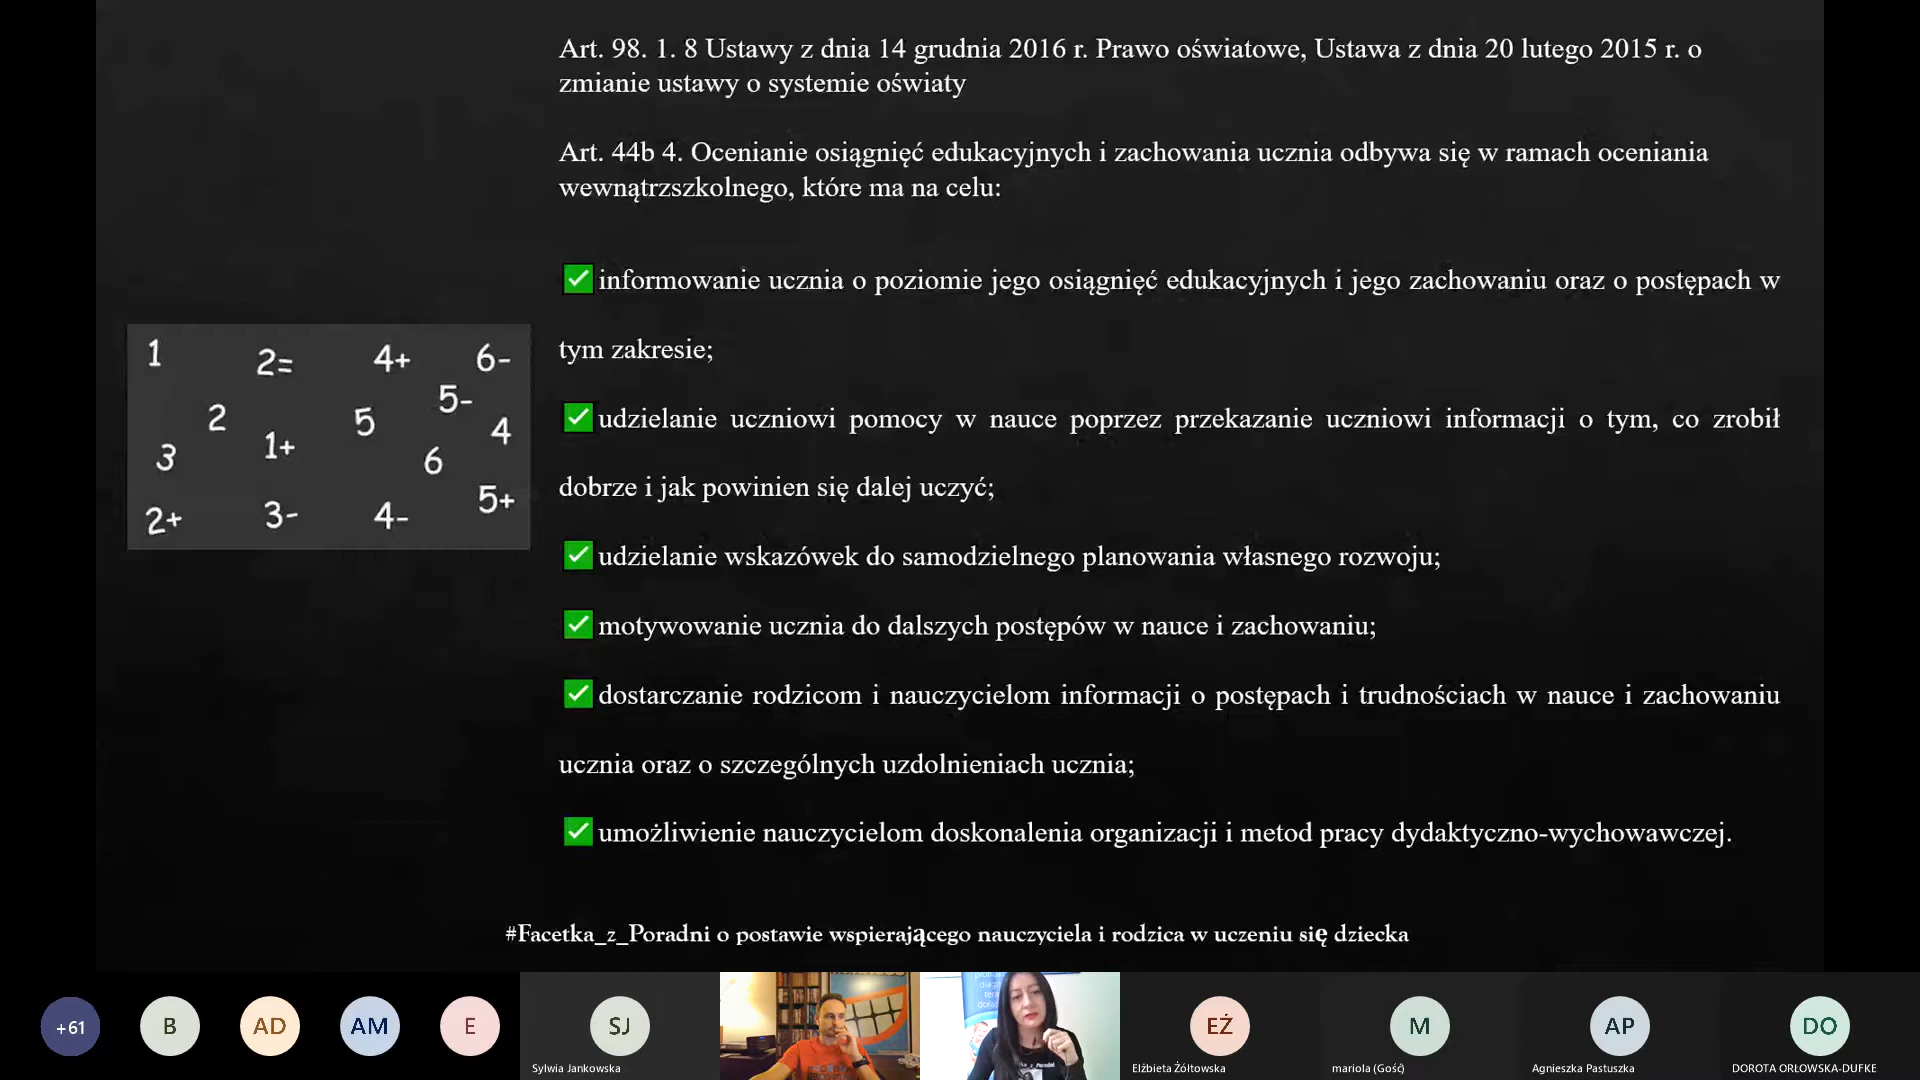 Art. 98. 1. 8 Ustawy z dnia 14 grudnia 2016 r. Prawo oświatowe, Ustawa z dnia 20 lutego 2015 r. o
zmianie ustawy o systemie oświaty
Art. 44b 4. Ocenianie osiągnięć edukacyjnych i zachowania ucznia odbywa się w ramach oceniania
wewnątrzszkolnego, które ma na celu:
✅informowanie ucznia o poziomie jego osiągnięć edukacyjnych i jego zachowaniu oraz o postępach w
tym zakresie;
✅udzielanie uczniowi pomocy w nauce poprzez przekazanie uczniowi informacji o tym, co zrobił
dobrze i jak powinien się dalej uczyć;
✅udzielanie wskazówek do samodzielnego planowania własnego rozwoju;
✅motywowanie ucznia do dalszych postępów w nauce i zachowaniu;
✅dostarczanie rodzicom i nauczycielom informacji o postępach i trudnościach w nauce i zachowaniu
ucznia oraz o szczególnych uzdolnieniach ucznia;
✅umożliwienie nauczycielom doskonalenia organizacji i metod pracy dydaktyczno-wychowawczej.
1 2= 4+ 6-
2 5 5- 4
3 1+ 6
2+ 3- 4- 5+
#Facetka_z_Poradni o postawie wspierającego nauczyciela i rodzica w uczeniu się dziecka
+61 B AD AM E SJ EŻ M AP DO
Sylwia Jankowska Elżbieta Żółtowska mariola (Gość) Agnieszka Pastuszka DOROTA ORŁOWSKA-DUFKE